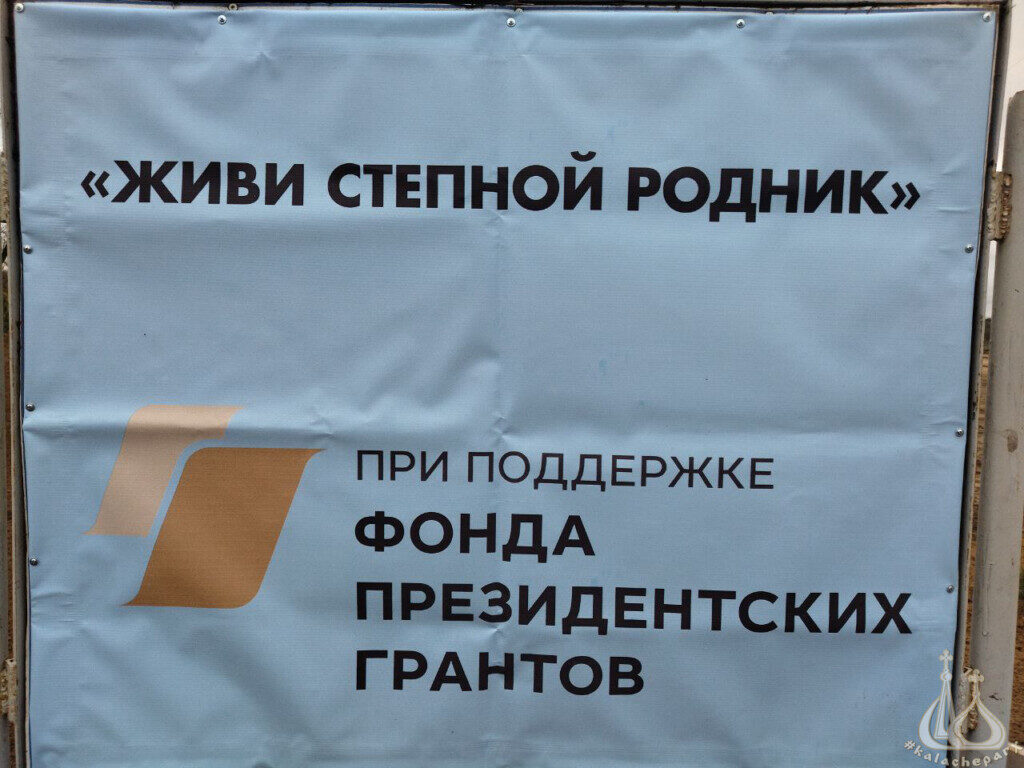 «ЖИВИ СТЕПНОЙ РОДНИК»
ПРИ ПОДДЕРЖКЕ
ФОНДА
ПРЕЗИДЕНТСКИХ
ГРАНТОВ